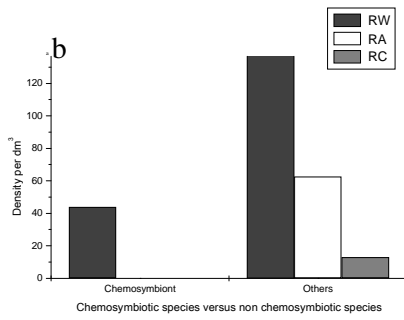 b
RW
RA
RC
120
100
80
60
40
20
0
Density per dm³
Chemosymbiont
Others
Chemosymbiotic species versus non chemosymbiotic species